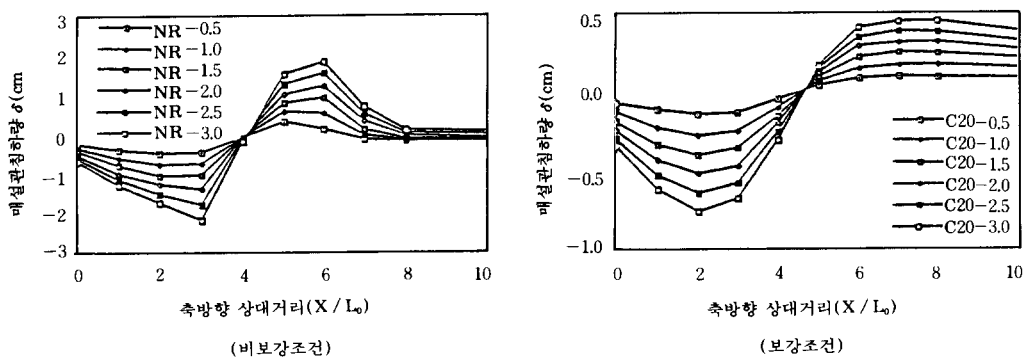 3
2
1
0
−1
−2
−3
매설관침하량 δ(cm
NR−0.5
NR−1.0
NR−1.5
NR−2.0
NR−2.5
NR−3.0
0 2 4 6 8 10
축방향 상대거리(X/L₀)
(비보강조건)
0.5
0.0
−0.5
−1.0
매설관침하량 δ(cm)
C20−0.5
C20−1.0
C20−1.5
C20−2.0
C20−2.5
C20−3.0
0 2 4 6 8 10
축방향 상대거리(X/L₀)
(보강조건)